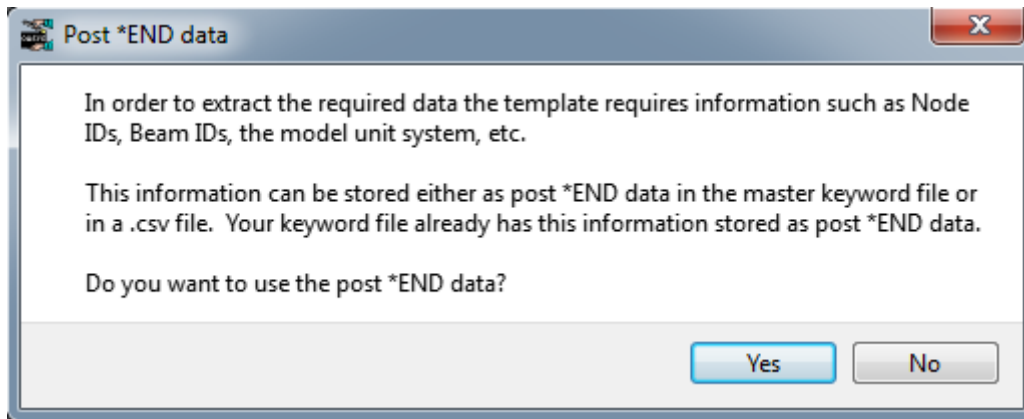 Post *END data
In order to extract the required data the template requires information such as Node
IDs, Beam IDs, the model unit system, etc.
This information can be stored either as post *END data in the master keyword file or
in a .csv file.  Your keyword file already has this information stored as post *END data.
Do you want to use the post *END data?
Yes No